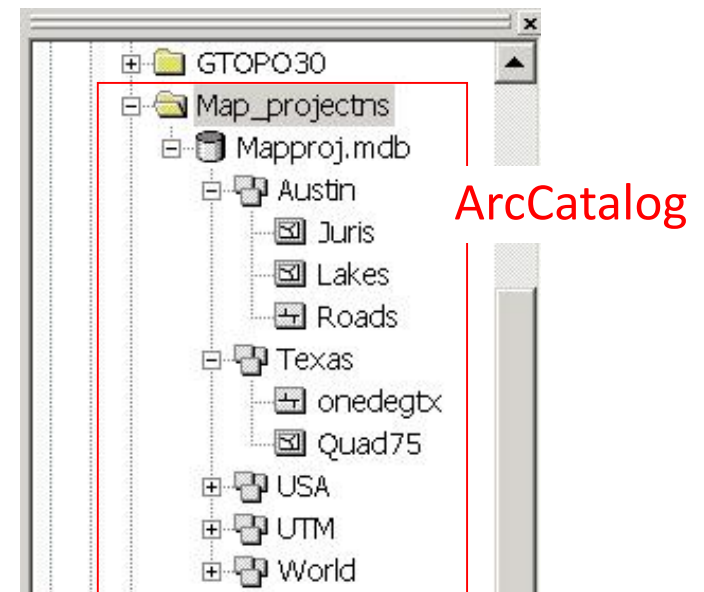 GTOPO30
Map_projectns
Mapproj.mdb
Austin
ArcCatalog
Juris
Lakes
Roads
Texas
onedegtx
Quad75
USA
UTM
World